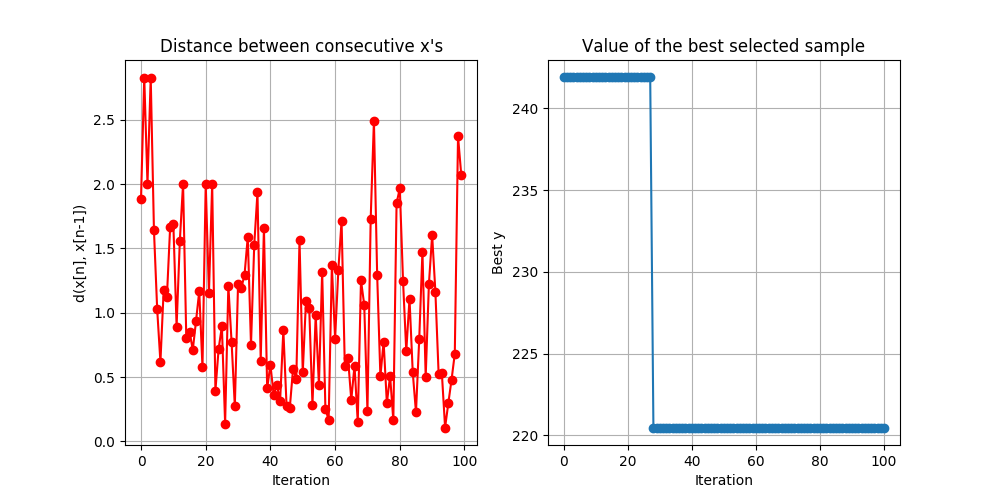 Distance between consecutive x's
d(x[n], x[n-1])
2.5
2.0
1.5
1.0
0.5
0.0
0 20 40 60 80 100
Iteration
Value of the best selected sample
Best y
240
235
230
225
220
0 20 40 60 80 100
Iteration